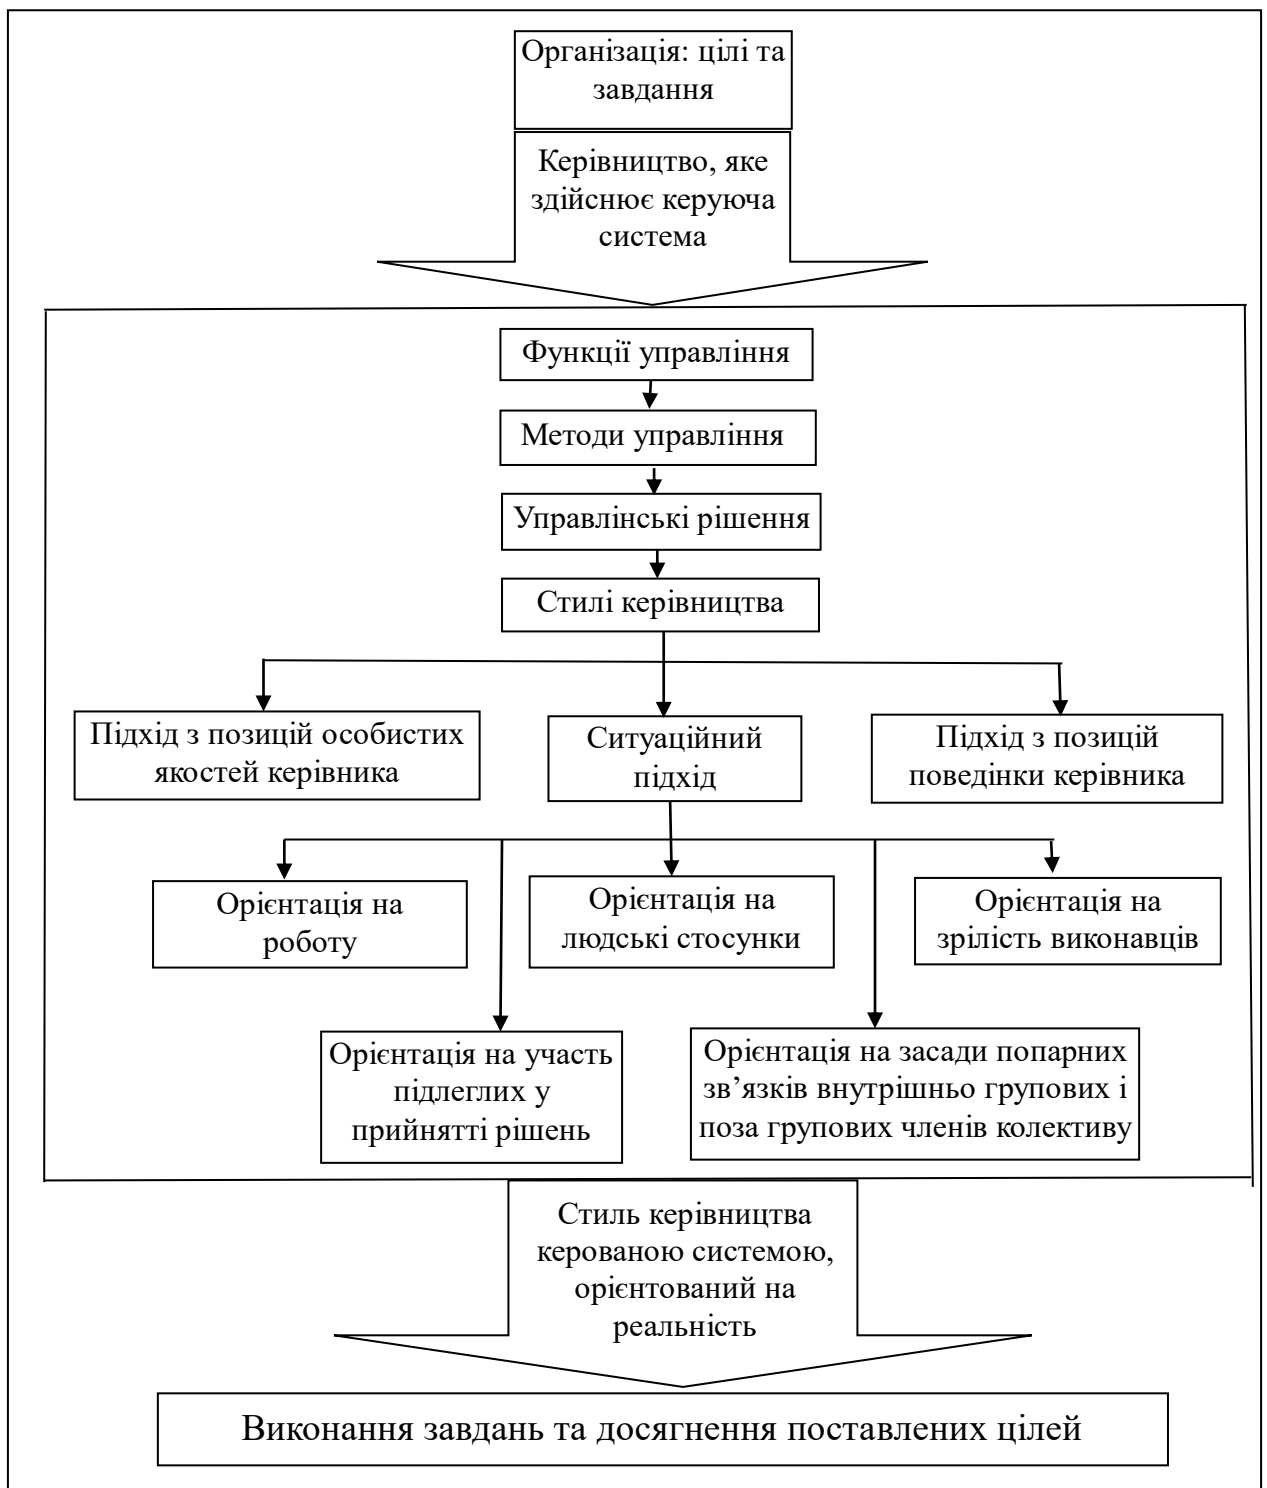 Організація: цілі та
завдання
Керівництво, яке
здійснює керуюча
система
Функції управління
Методи управління
Управлінські рішення
Стилі керівництва
Підхід з позицій особистих
якостей керівника
Ситуаційний
підхід
Підхід з позицій
поведінки керівника
Орієнтація на
роботу
Орієнтація на
людські стосунки
Орієнтація на
зрілість виконавців
Орієнтація на участь
підлеглих у
прийнятті рішень
Орієнтація на засади попарних
зв’язків внутрішньо групових і
поза групових членів колективу
Стиль керівництва
керованою системою,
орієнтований на
реальність
Виконання завдань та досягнення поставлених цілей